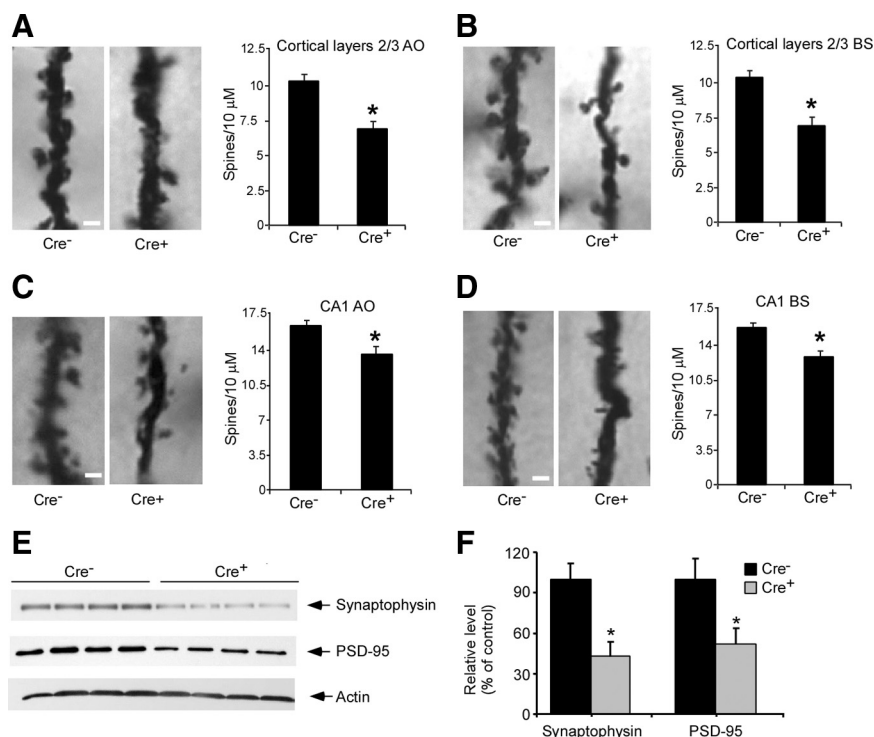 A
Cre-
Cre+
12.5
10
7.5
5
2.5
0
Spines/10 μM
Cortical layers 2/3 AO
*
Cre-
Cre+
B
Cre-
Cre+
12.5
10
7.5
5
2.5
0
Spines/10 μM
Cortical layers 2/3 BS
*
Cre-
Cre+
C
Cre-
Cre+
17.5
14
10.5
7
3.5
0
Spines/10 μM
CA1 AO
*
Cre-
Cre+
D
Cre-
Cre+
17.5
14
10.5
7
3.5
0
Spines/10 μM
CA1 BS
*
Cre-
Cre+
E
Cre- Cre+
Synaptophysin
PSD-95
Actin
F
120
90
60
30
0
Relative level
(% of control)
Cre-
Cre+
* *
Synaptophysin PSD-95